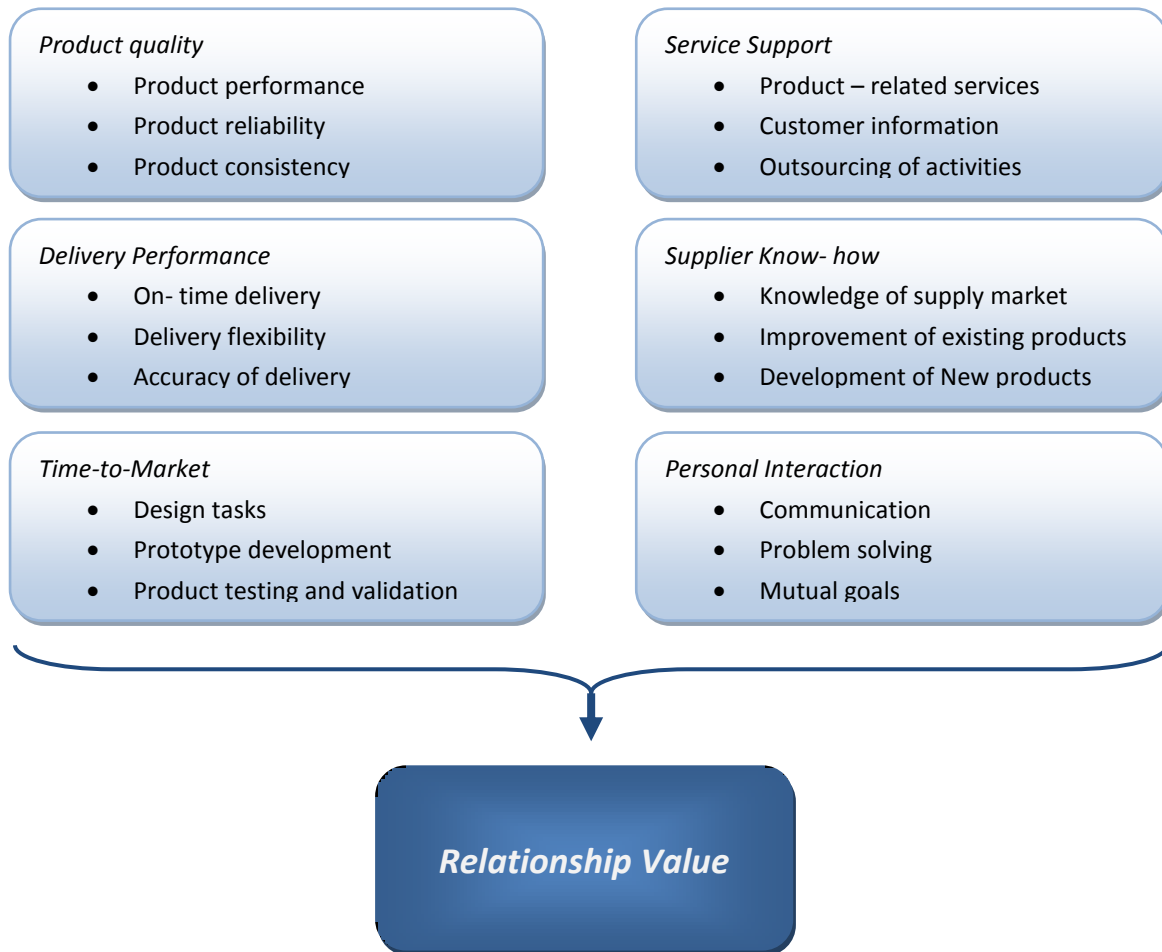 Product quality
• Product performance
• Product reliability
• Product consistency
Service Support
• Product – related services
• Customer information
• Outsourcing of activities
Delivery Performance
• On- time delivery
• Delivery flexibility
• Accuracy of delivery
Supplier Know- how
• Knowledge of supply market
• Improvement of existing products
• Development of New products
Time-to-Market
• Design tasks
• Prototype development
• Product testing and validation
Personal Interaction
• Communication
• Problem solving
• Mutual goals
Relationship Value